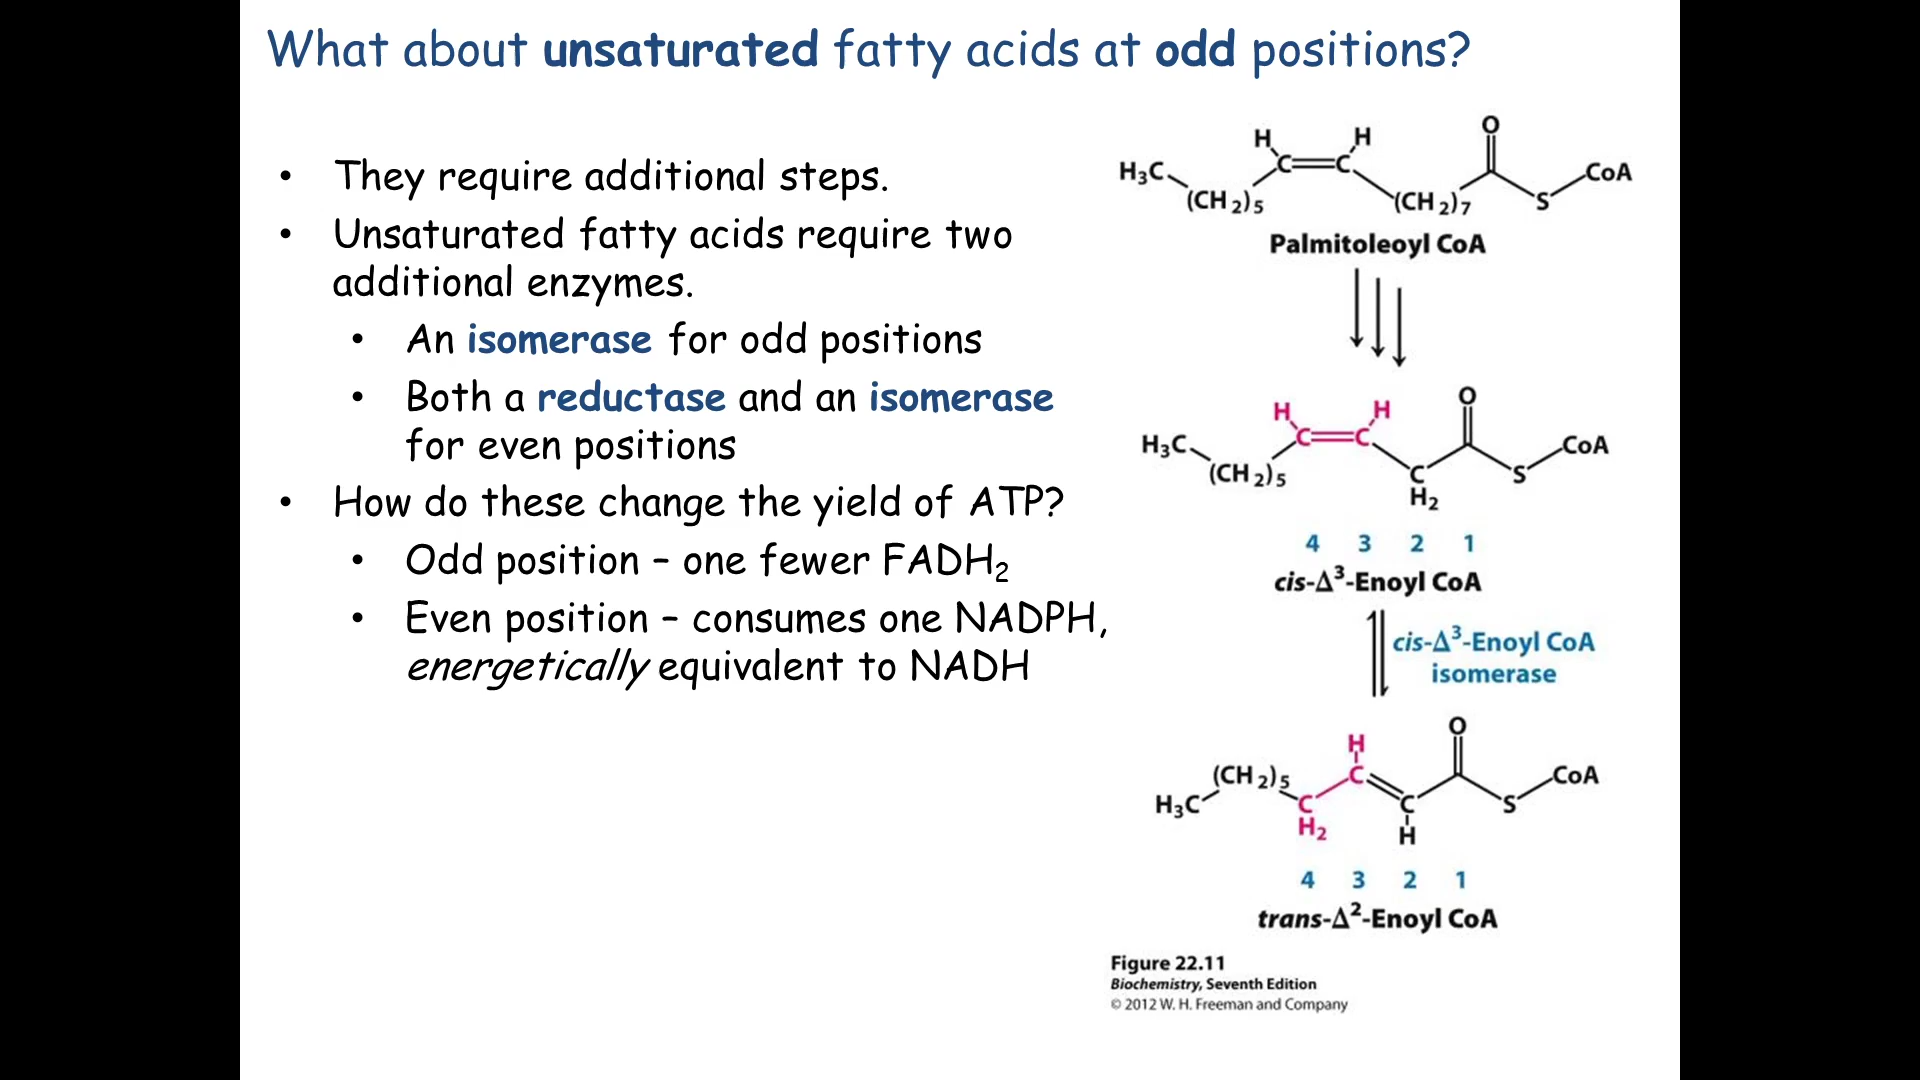 What about unsaturated fatty acids at odd positions?
• They require additional steps.
• Unsaturated fatty acids require two
additional enzymes.
• An isomerase for odd positions
• Both a reductase and an isomerase
for even positions
• How do these change the yield of ATP?
• Odd position – one fewer FADH₂
• Even position – consumes one NADPH,
energetically equivalent to NADH
H H O
H₃C C C CoA
(CH₂)₅ (CH₂)₇ S
Palmitoleoyl CoA
H H O
H₃C C C CoA
(CH₂)₅ C S
H₂
4 3 2 1
cis-Δ³-Enoyl CoA
cis-Δ³-Enoyl CoA
isomerase
O
H
(CH₂)₅ C CoA
H₃C C C S
H₂ H
4 3 2 1
trans-Δ²-Enoyl CoA
Figure 22.11
Biochemistry, Seventh Edition
© 2012 W. H. Freeman and Company